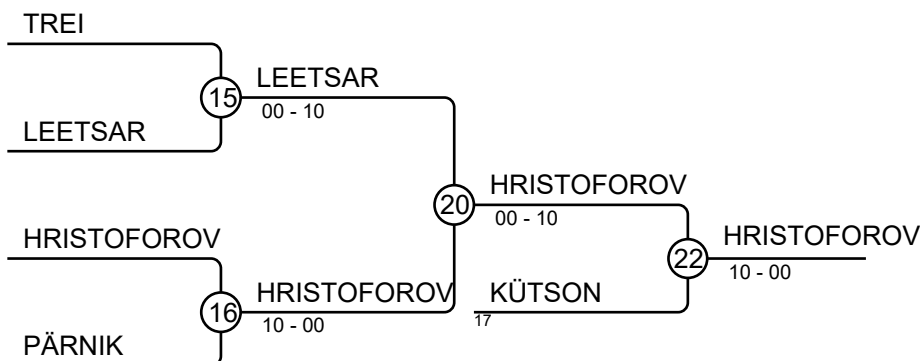 TREI
15
LEETSAR
00 - 10
LEETSAR
20
HRISTOFOROV
00 - 10
HRISTOFOROV
22
HRISTOFOROV
10 - 00
16
HRISTOFOROV
10 - 00
KÜTSON
17
PÄRNIK